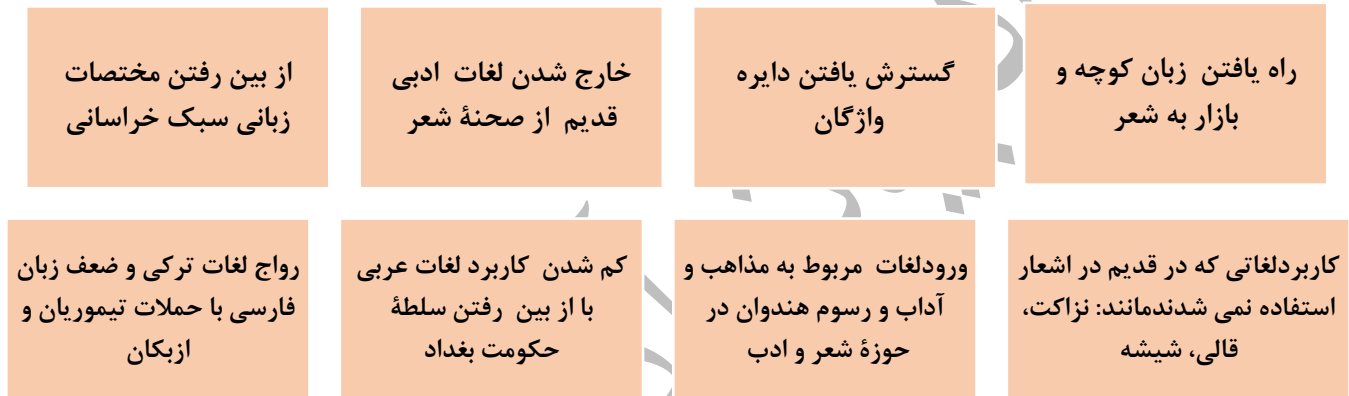 راه یافتن زبان کوچه و
بازار به شعر
گسترش یافتن دایره
واژگان
خارج شدن لغات ادبی
قدیم از صحنهٔ شعر
از بین رفتن مختصات
زبانی سبک خراسانی
کاربردلغاتی که در قدیم در اشعار
استفاده نمی شدندمانند: نزاکت،
قالی، شیشه
ورودلغات مربوط به مذاهب و
آداب و رسوم هندوان در
حوزهٔ شعر و ادب
کم شدن کاربرد لغات عربی
با از بین رفتن سلطهٔ
حکومت بغداد
رواج لغات ترکی و ضعف زبان
فارسی با حملات تیموریان و
ازبکان